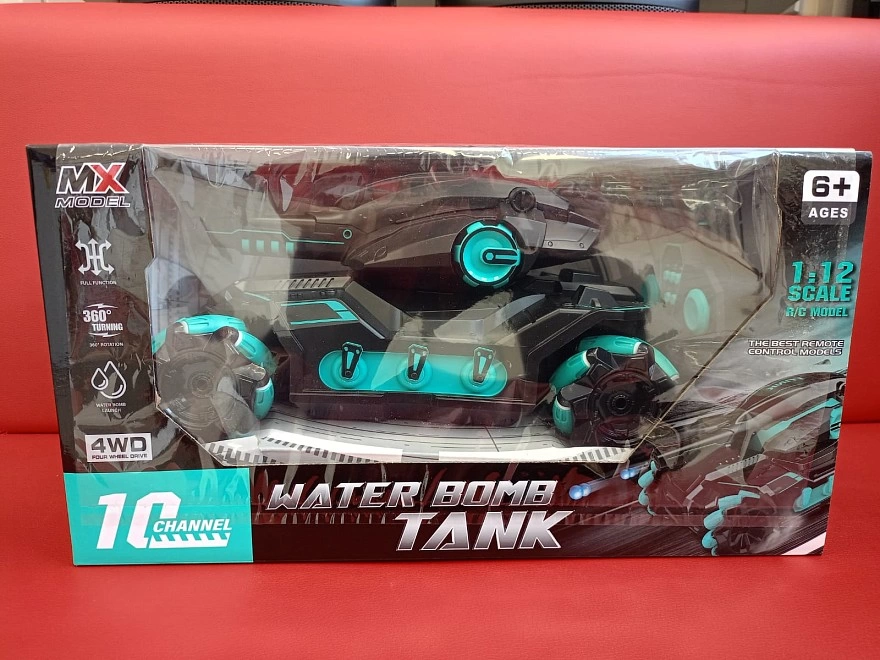 MX
MODEL
FULL FUNCTION
360°
TURNING
360° ROTATION
WATER BOMB
LAUNCH
4WD
FOUR WHEEL DRIVE
10 CHANNEL
WATER BOMB
TANK
6+
AGES
1:12
SCALE
R/C MODEL
THE BEST REMOTE
CONTROL MODELS